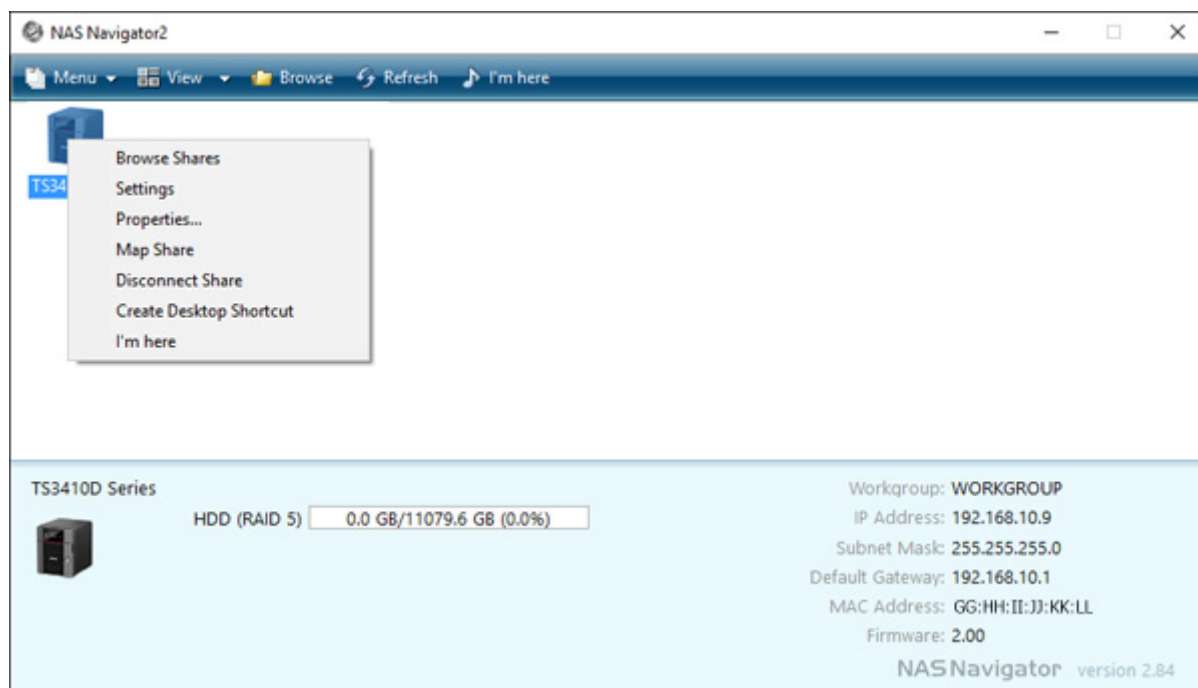 NAS Navigator2
Menu View Browse Refresh I'm here
Browse Shares
TS34
Settings
Properties...
Map Share
Disconnect Share
Create Desktop Shortcut
I'm here
TS3410D Series
HDD (RAID 5) 0.0 GB/11079.6 GB (0.0%)
Workgroup: WORKGROUP
IP Address: 192.168.10.9
Subnet Mask: 255.255.255.0
Default Gateway: 192.168.10.1
MAC Address: GG:HH:II:JJ:KK:LL
Firmware: 2.00
NAS Navigator version 2.84